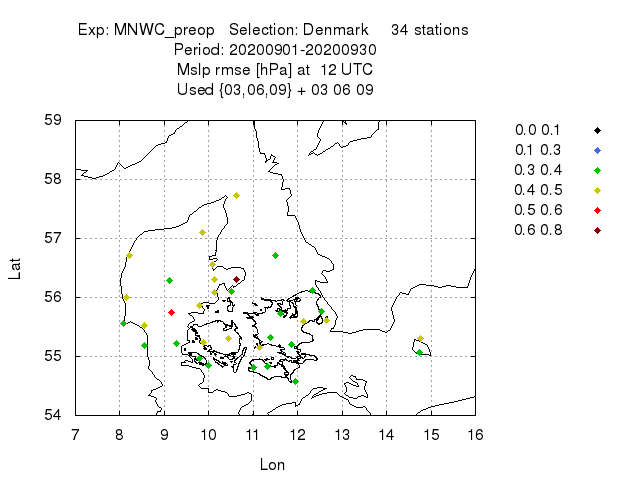 Exp: MNWC_preop Selection: Denmark 34 stations
Period: 20200901-20200930
Mslp rmse [hPa] at 12 UTC
Used {03,06,09} + 03 06 09
59
58
57
56
55
54
Lat
7 8 9 10 11 12 13 14 15 16
Lon
0.0 0.1
0.1 0.3
0.3 0.4
0.4 0.5
0.5 0.6
0.6 0.8